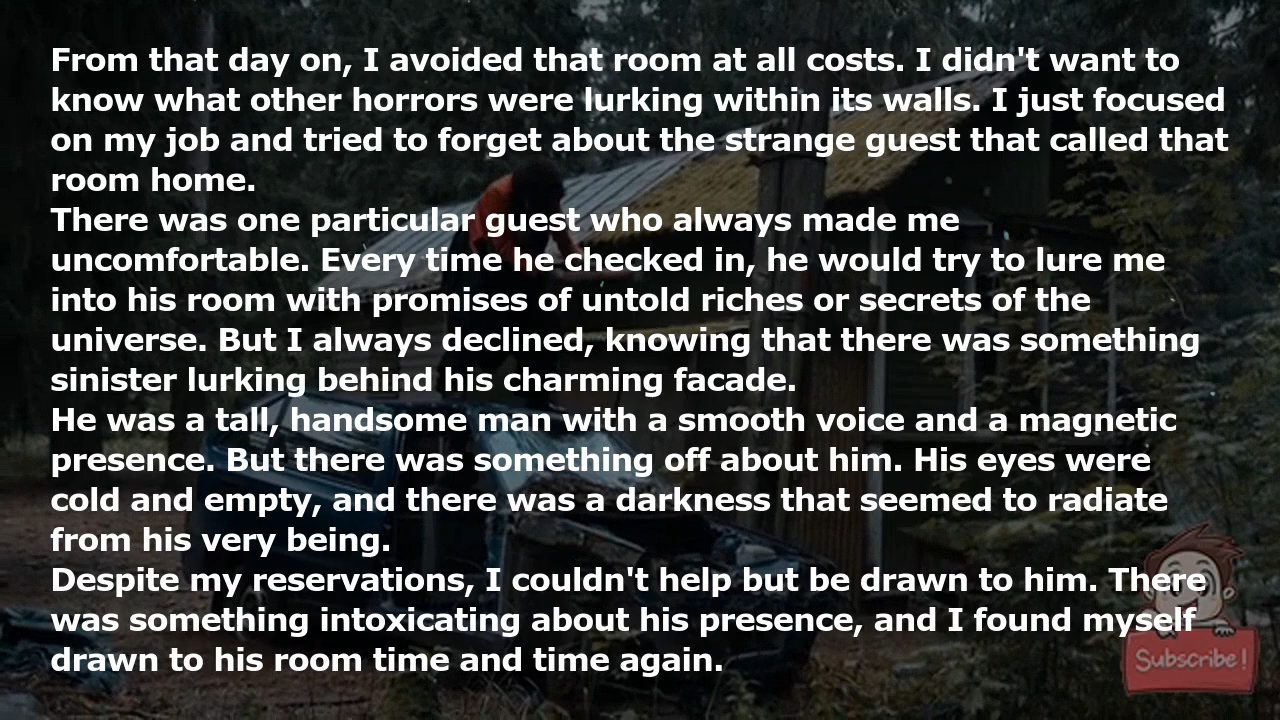 From that day on, I avoided that room at all costs. I didn't want to
know what other horrors were lurking within its walls. I just focused
on my job and tried to forget about the strange guest that called that
room home.
There was one particular guest who always made me
uncomfortable. Every time he checked in, he would try to lure me
into his room with promises of untold riches or secrets of the
universe. But I always declined, knowing that there was something
sinister lurking behind his charming facade.
He was a tall, handsome man with a smooth voice and a magnetic
presence. But there was something off about him. His eyes were
cold and empty, and there was a darkness that seemed to radiate
from his very being.
Despite my reservations, I couldn't help but be drawn to him. There
was something intoxicating about his presence, and I found myself
drawn to his room time and time again.
Subscribe!